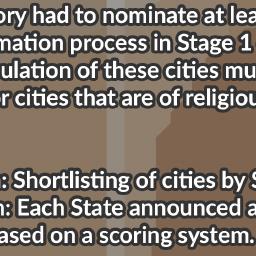 ory had to nominate at lea
mation process in Stage 1
ulation of these cities mu
r cities that are of religiou
: Shortlisting of cities by S
n: Each State announced a
ased on a scoring system.